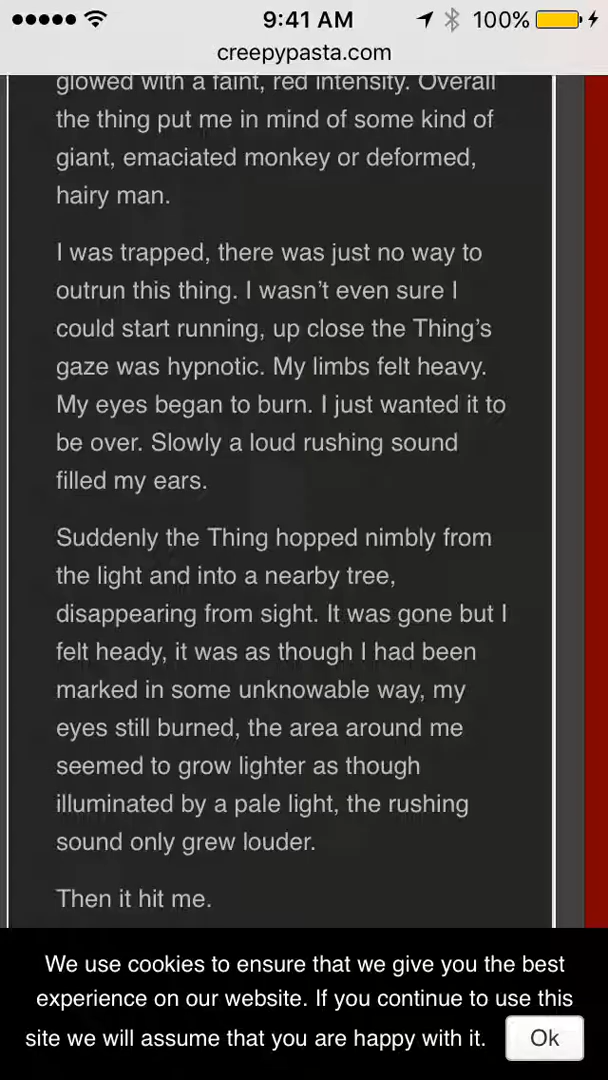 9:41 AM
100%
creepypasta.com
glowed with a faint, red intensity. Overall
the thing put me in mind of some kind of
giant, emaciated monkey or deformed,
hairy man.
I was trapped, there was just no way to
outrun this thing. I wasn’t even sure I
could start running, up close the Thing’s
gaze was hypnotic. My limbs felt heavy.
My eyes began to burn. I just wanted it to
be over. Slowly a loud rushing sound
filled my ears.
Suddenly the Thing hopped nimbly from
the light and into a nearby tree,
disappearing from sight. It was gone but I
felt heady, it was as though I had been
marked in some unknowable way, my
eyes still burned, the area around me
seemed to grow lighter as though
illuminated by a pale light, the rushing
sound only grew louder.
Then it hit me.
We use cookies to ensure that we give you the best
experience on our website. If you continue to use this
site we will assume that you are happy with it.
Ok